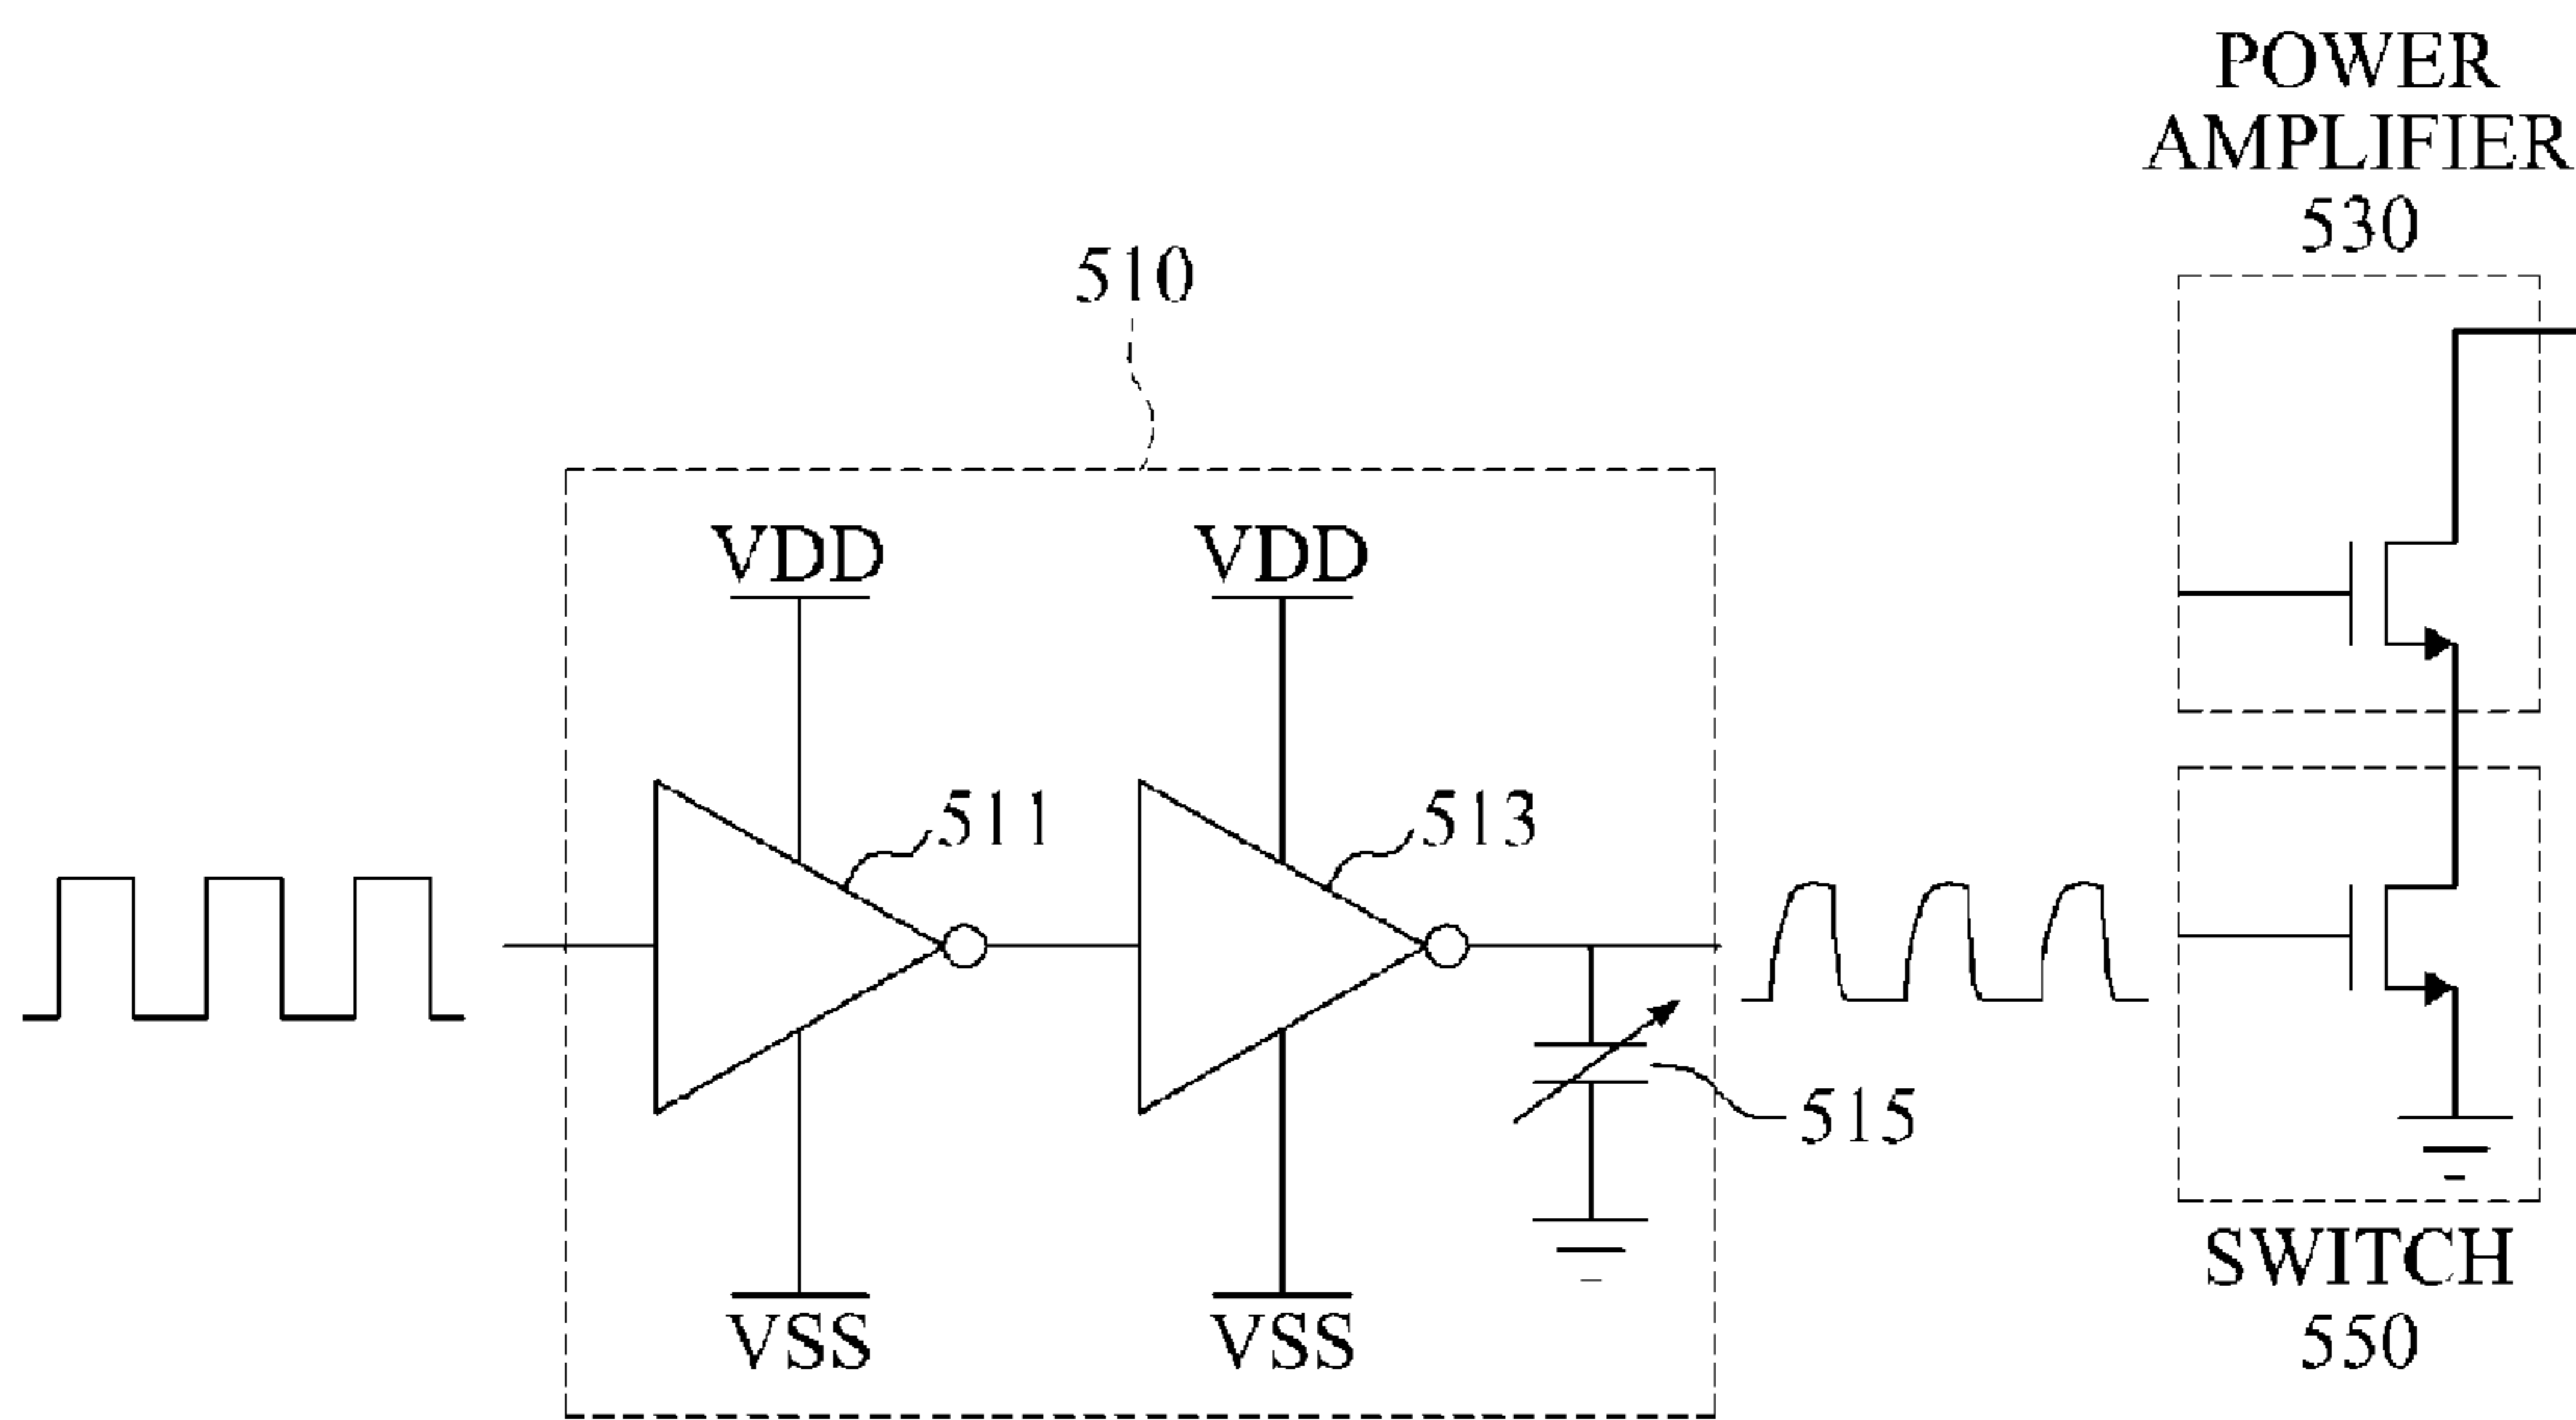 POWER
AMPLIFIER
530
510
VDD
VDD
511
513
515
VSS
VSS
SWITCH
550